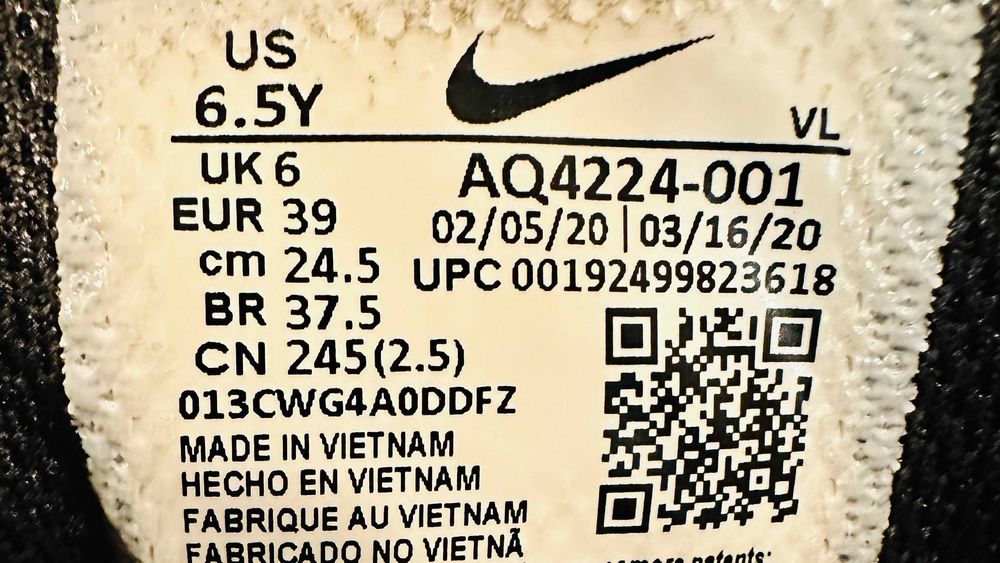 US
6.5Y
VL
UK 6
EUR 39
cm 24.5
BR 37.5
CN 245(2.5)
AQ4224-001
02/05/20 | 03/16/20
UPC 00192499823618
013CWG4A0DDFZ
MADE IN VIETNAM
HECHO EN VIETNAM
FABRIQUE AU VIETNAM
FABRICADO NO VIETNÃ
more patents: